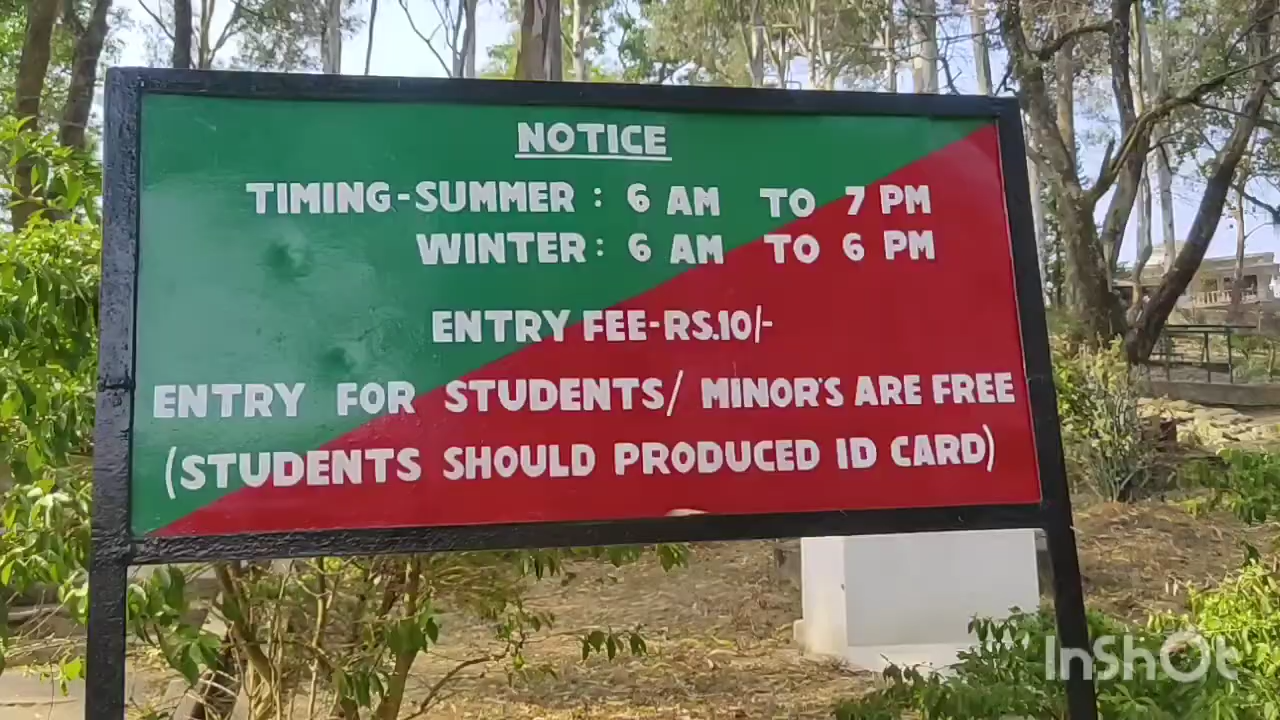 NOTICE
TIMING-SUMMER : 6 AM TO 7 PM
WINTER : 6 AM TO 6 PM
ENTRY FEE-RS.10/-
ENTRY FOR STUDENTS/ MINOR'S ARE FREE
(STUDENTS SHOULD PRODUCED ID CARD)
InShOt